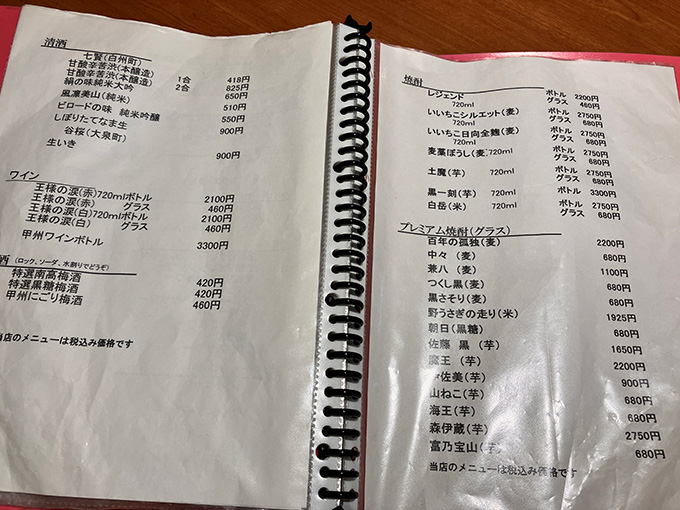 清酒
七賢(白州町)
甘酸辛苦渋(本醸造) 1合 418円
甘酸辛苦渋(本醸造) 2合 825円
絹の味純米大吟 650円
風凛美山(純米) 510円
ビロードの味 純米吟醸 550円
しぼりたてなま生 900円
谷桜(大泉町)
生いき 900円
ワイン
王様の涙(赤)720mlボトル 2100円
王様の涙(赤) グラス 460円
王様の涙(白)720mlボトル 2100円
王様の涙(白) グラス 460円
甲州ワインボトル 3300円
酒 (ロック、ソーダ、水割りでどうぞ)
特選南高梅酒 420円
特選黒糖梅酒 420円
甲州にごり梅酒 460円
当店のメニューは税込み価格です
焼酎
レジェンド ボトル 2200円
720ml グラス 460円
いいちこシルエット(麦) ボトル 2750円
720ml グラス 680円
いいちこ日向全麹(麦) ボトル 2750円
720ml グラス 680円
麦藁ぼうし(麦)720ml ボトル 2750円
グラス 680円
土魔(芋) 720ml ボトル 2750円
グラス 680円
黒一刻(芋) 720ml ボトル 3300円
白岳(米) 720ml ボトル 2750円
グラス 680円
プレミアム焼酎(グラス)
百年の孤独(麦) 2200円
中々 (麦) 680円
兼八 (麦) 1100円
つくし黒(麦) 680円
黒さそり(麦) 680円
野うさぎの走り(米) 1925円
朝日(黒糖) 680円
佐藤 黒 (芋) 1650円
魔王 (芋) 2200円
佐美(芋) 900円
山ねこ(芋) 680円
海王(芋) 680円
森伊蔵(芋) 2750円
富乃宝山(芋) 680円
当店のメニューは税込み価格です